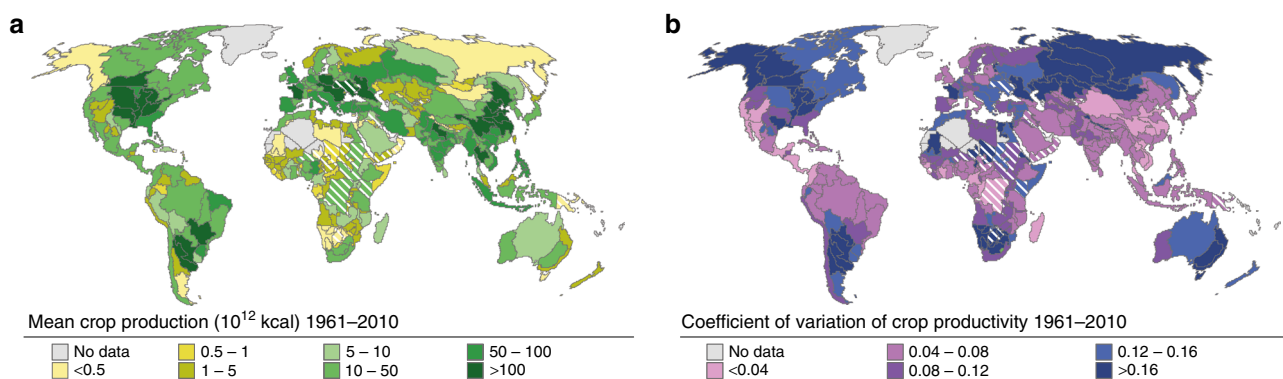 a
Mean crop production (10¹² kcal) 1961–2010
No data
<0.5
0.5 – 1
1 – 5
5 – 10
10 – 50
50 – 100
>100
b
Coefficient of variation of crop productivity 1961–2010
No data
<0.04
0.04 – 0.08
0.08 – 0.12
0.12 – 0.16
>0.16